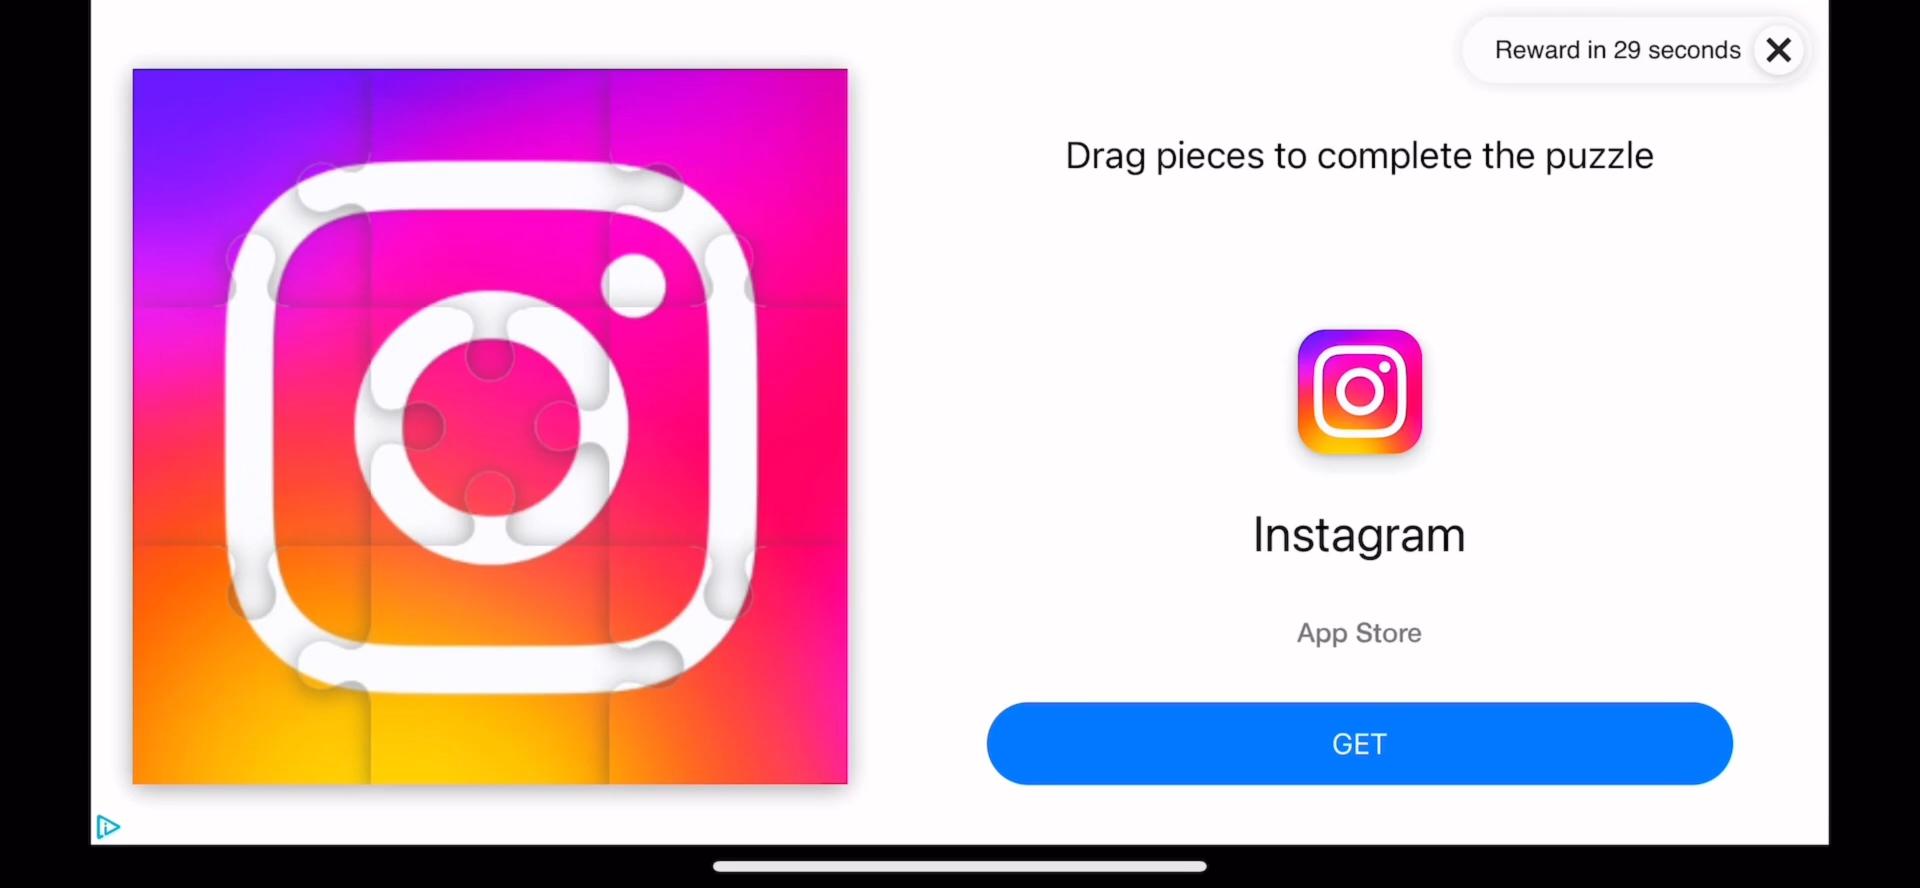 Reward in 29 seconds
Drag pieces to complete the puzzle
Instagram
App Store
GET